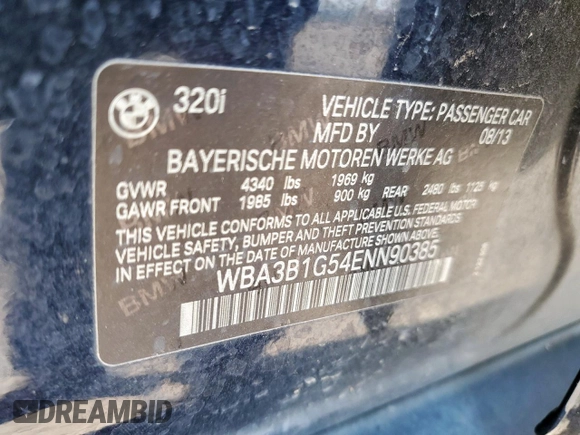 BMW 320i VEHICLE TYPE: PASSENGER CAR
MFD BY 08/13
BAYERISCHE MOTOREN WERKE AG
GVWR 4340 lbs 1969 kg
GAWR FRONT 1985 lbs 900 kg REAR 2480 lbs 1125 kg
THIS VEHICLE CONFORMS TO ALL APPLICABLE U.S. FEDERAL MOTOR
VEHICLE SAFETY, BUMPER AND THEFT PREVENTION STANDARDS
IN EFFECT ON THE DATE OF MANUFACTURE SHOWN ABOVE.
WBA3B1G54ENN90385
DREAMBID